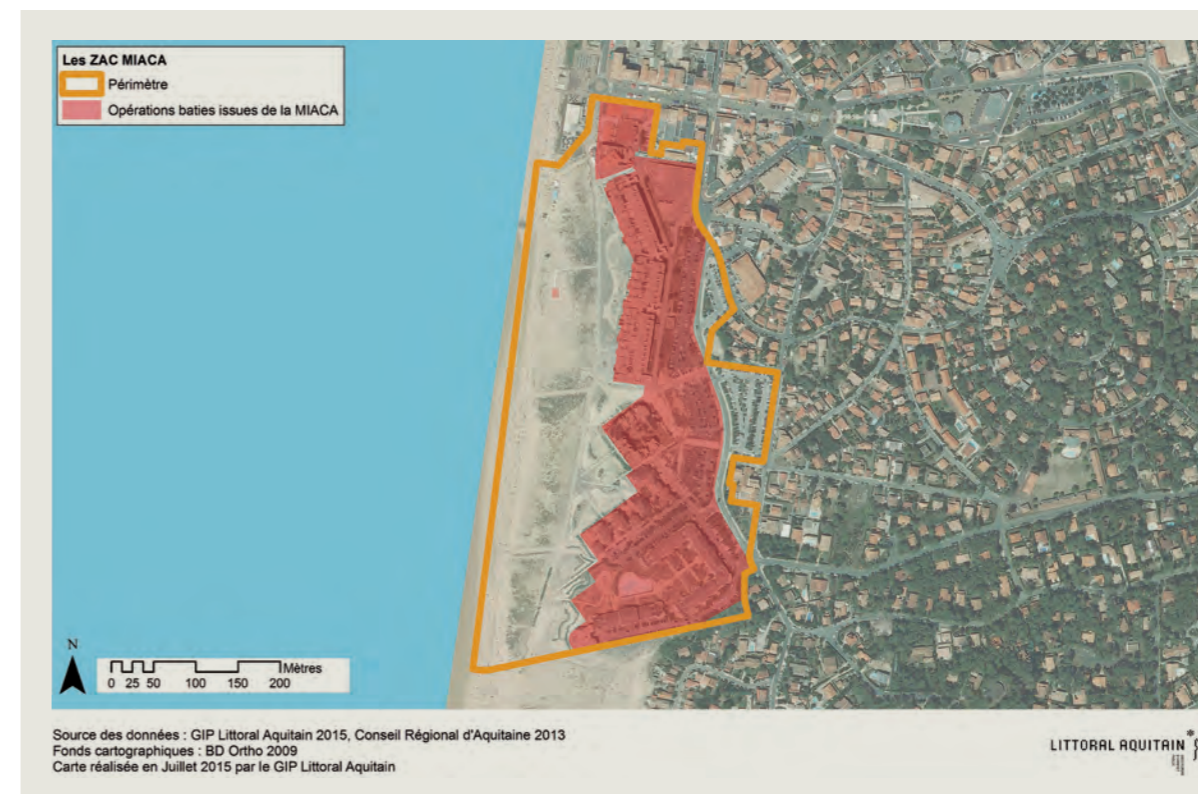 Les ZAC MIACA
Périmètre
Opérations baties issues de la MIACA
N
Mètres
0 25 50 100 150 200
Source des données : GIP Littoral Aquitain 2015, Conseil Régional d'Aquitaine 2013
Fonds cartographiques : BD Ortho 2009
Carte réalisée en Juillet 2015 par le GIP Littoral Aquitain
LITTORAL AQUITAIN